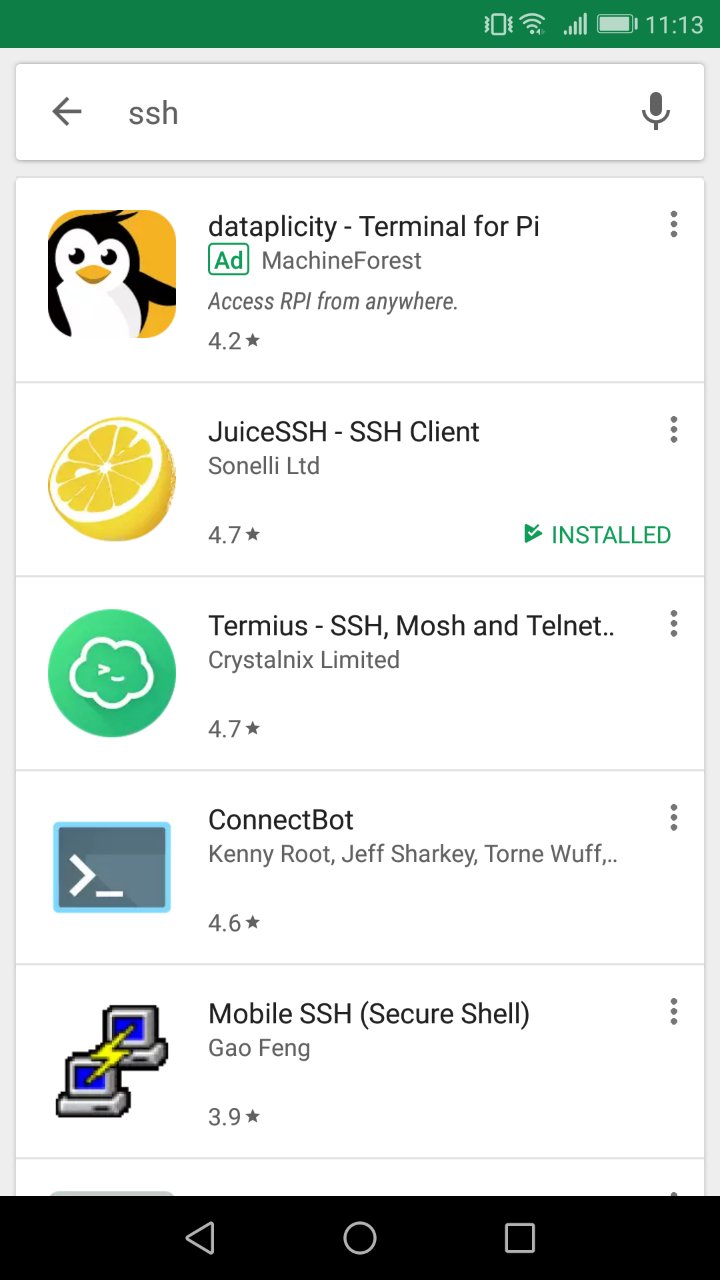 11:13
ssh
dataplicity - Terminal for Pi
Ad MachineForest
Access RPI from anywhere.
4.2★
JuiceSSH - SSH Client
Sonelli Ltd
4.7★ INSTALLED
Termius - SSH, Mosh and Telnet..
Crystalnix Limited
4.7★
>_
ConnectBot
Kenny Root, Jeff Sharkey, Torne Wuff,..
>_
4.6★
Mobile SSH (Secure Shell)
Gao Feng
3.9★